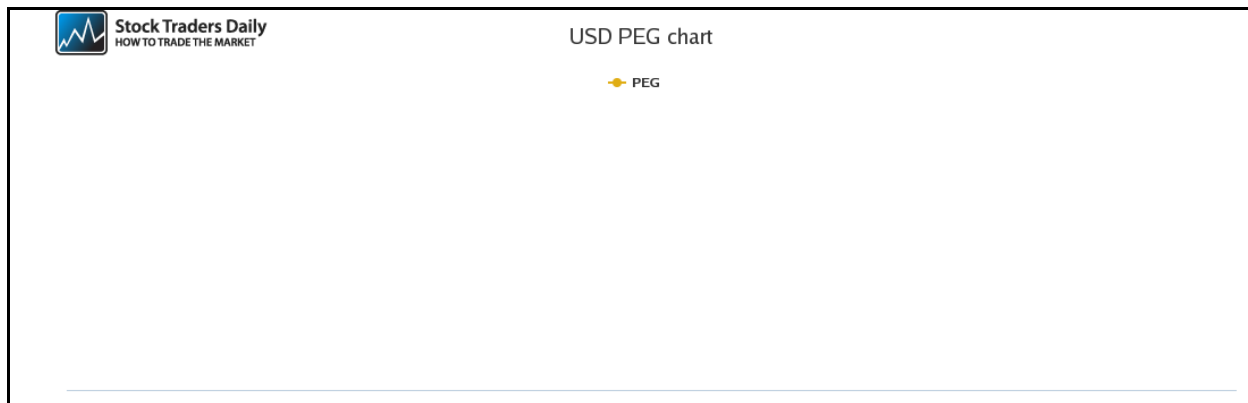 Stock Traders Daily
HOW TO TRADE THE MARKET
USD PEG chart
PEG